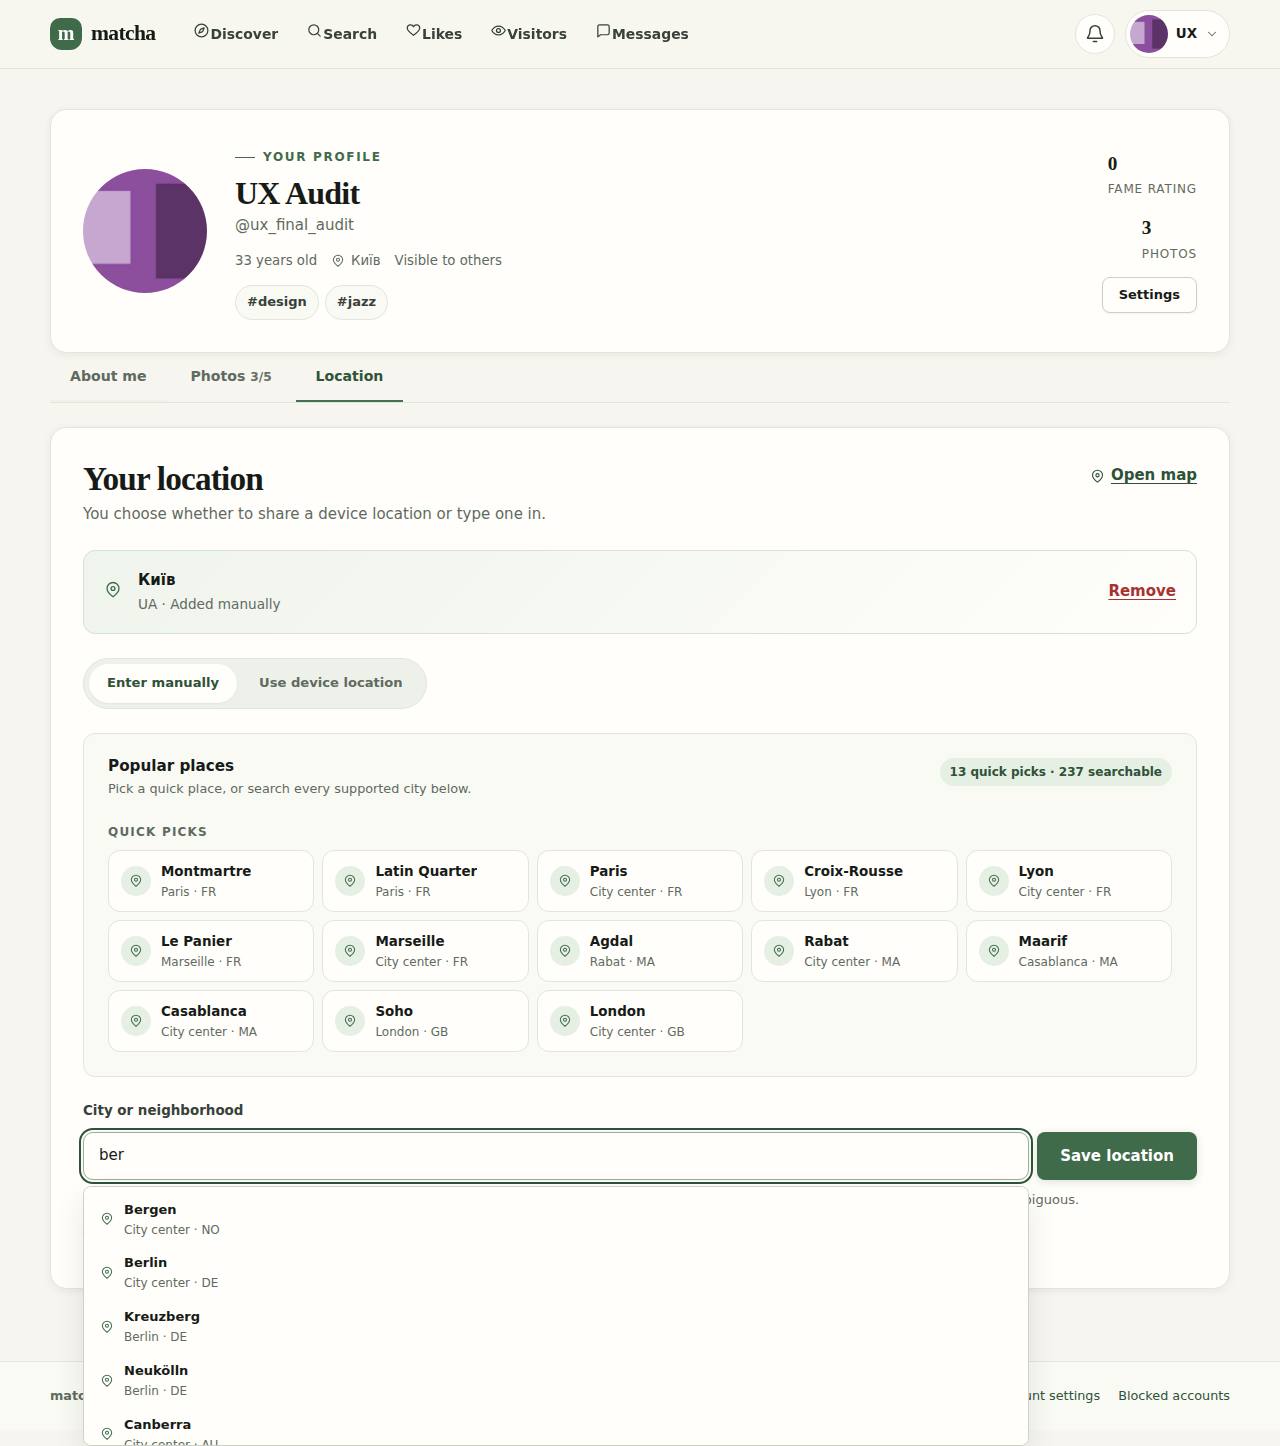 m matcha Discover Search Likes Visitors Messages UX
YOUR PROFILE
UX Audit
@ux_final_audit
33 years old Київ Visible to others
#design #jazz
0
FAME RATING
3
PHOTOS
Settings
About me Photos 3/5 Location
Your location
Open map
You choose whether to share a device location or type one in.
Київ
UA · Added manually
Remove
Enter manually Use device location
Popular places
13 quick picks · 237 searchable
Pick a quick place, or search every supported city below.
QUICK PICKS
Montmartre Latin Quarter Paris Croix-Rousse Lyon
Paris · FR Paris · FR City center · FR Lyon · FR City center · FR
Le Panier Marseille Agdal Rabat Maarif
Marseille · FR City center · FR Rabat · MA City center · MA Casablanca · MA
Casablanca Soho London
City center · MA London · GB City center · GB
City or neighborhood
ber Save location
Bergen
City center · NO
Berlin
City center · DE
Kreuzberg
Berlin · DE
Neukölln
Berlin · DE
settings Blocked accounts
Canberra
City center · AU